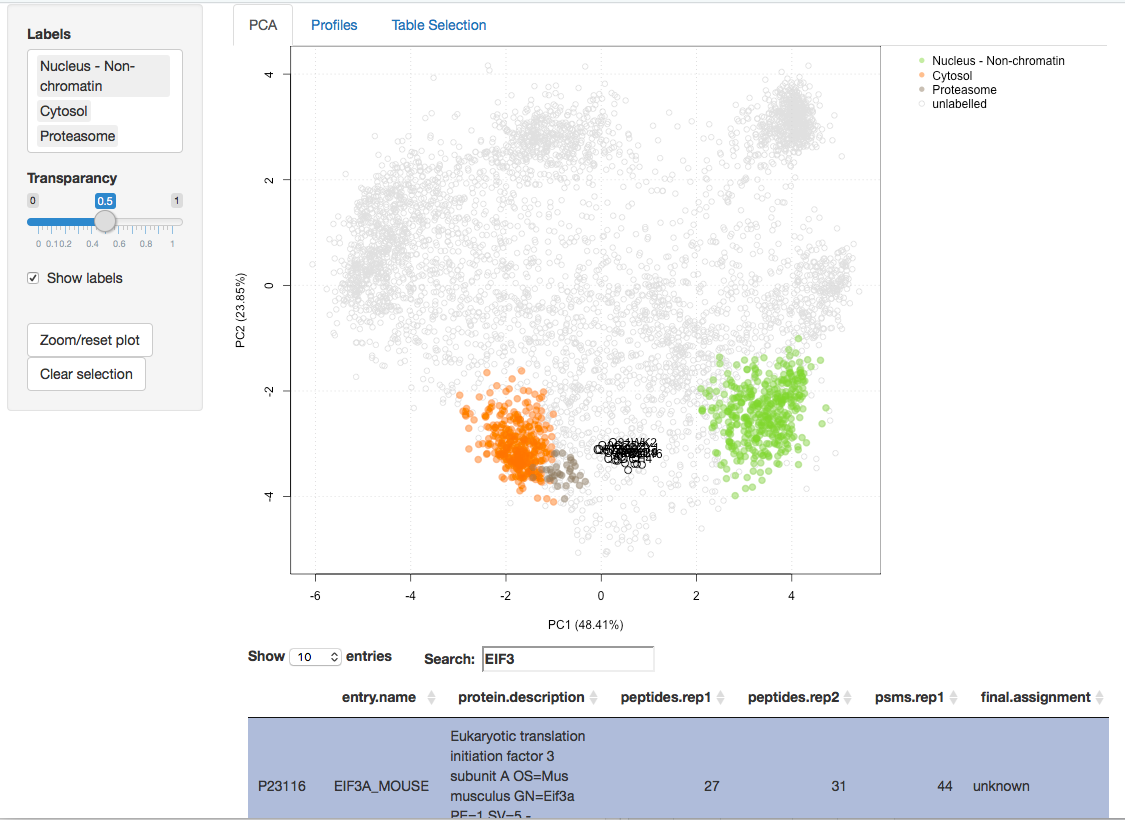 Labels
Nucleus - Non-
chromatin
Cytosol
Proteasome
Transparancy
0 0.5 1
0 0.1 0.2 0.4 0.6 0.8 1
Show labels
Zoom/reset plot
Clear selection
PCA Profiles Table Selection
Nucleus - Non-chromatin
Cytosol
Proteasome
unlabelled
4
2
0
-2
-4
PC2 (23.85%)
-6 -4 -2 0 2 4
PC1 (48.41%)
Show 10 entries Search: EIF3
entry.name protein.description peptides.rep1 peptides.rep2 psms.rep1 final.assignment
Eukaryotic translation
initiation factor 3
subunit A OS=Mus
P23116 EIF3A_MOUSE musculus GN=Eif3a 27 31 44 unknown
PE=1 SV=5 -